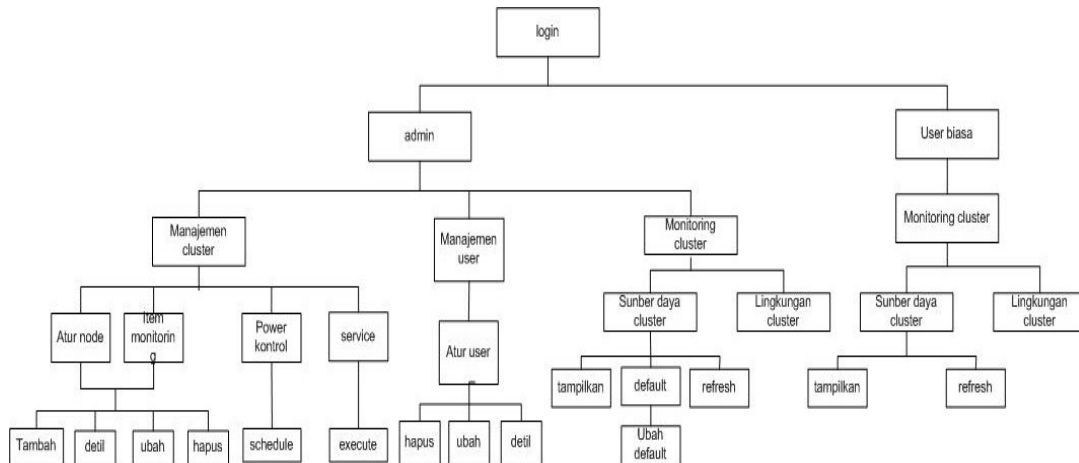 login
admin
User biasa
Manajemen
cluster
Manajemen
user
Monitoring
cluster
Monitoring cluster
Atur node
Item
monitorin
g
Power
kontrol
service
Atur user
Sunber daya
cluster
Lingkungan
cluster
Sunber daya
cluster
Lingkungan
cluster
tampilkan
default
refresh
tampilkan
refresh
Tambah
detil
ubah
hapus
schedule
execute
hapus
ubah
detil
Ubah
default